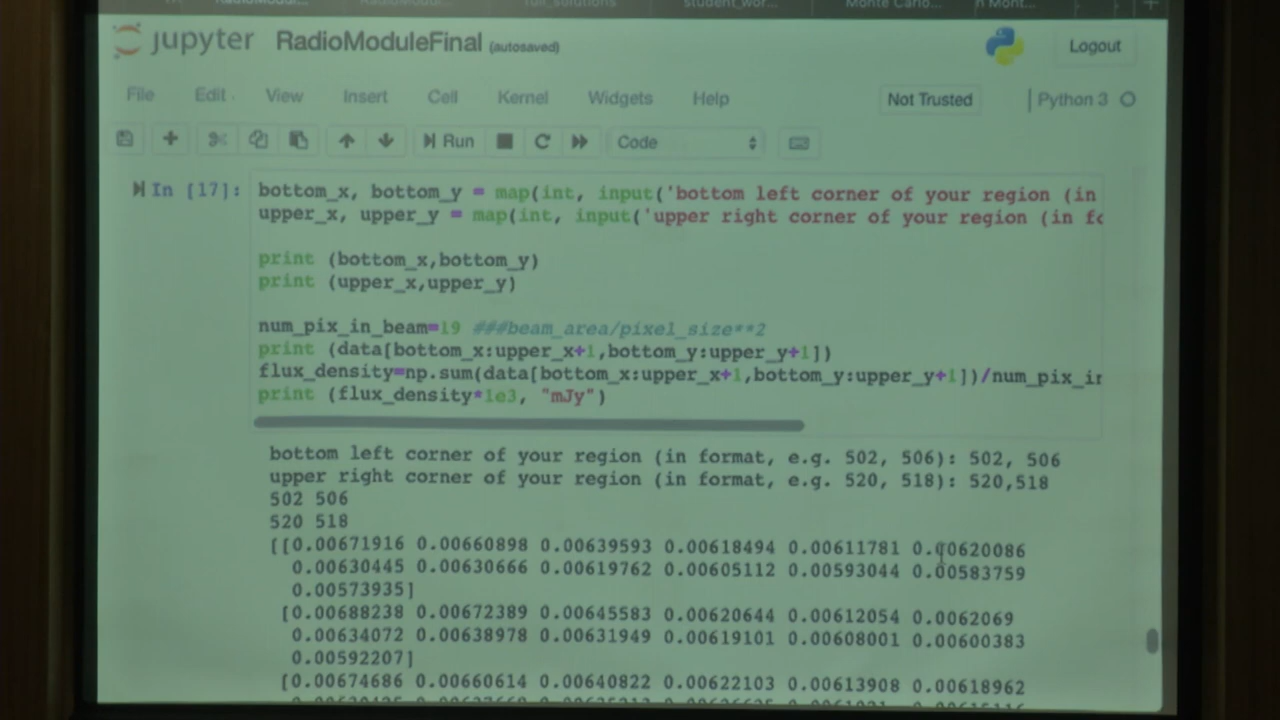 full_solutions
jupyter RadioModuleFinal (autosaved)
Logout
File Edit View Insert Cell Kernel Widgets Help
Not Trusted
Python 3
Run
Code
In [17]: bottom_x, bottom_y = map(int, input('bottom left corner of your region (in
upper_x, upper_y = map(int, input('upper right corner of your region (in fo
print (bottom_x,bottom_y)
print (upper_x,upper_y)
num_pix_in_beam=19 ###beam_area/pixel_size**2
print (data[bottom_x:upper_x+1,bottom_y:upper_y+1])
flux_density=np.sum(data[bottom_x:upper_x+1,bottom_y:upper_y+1])/num_pix_in
print (flux_density*1e3, "mJy")
bottom left corner of your region (in format, e.g. 502, 506): 502, 506
upper right corner of your region (in format, e.g. 520, 518): 520,518
502 506
520 518
[[0.00671916 0.00660898 0.00639593 0.00618494 0.00611781 0.00620086
0.00630445 0.00630666 0.00619762 0.00605112 0.00593044 0.00583759
0.00573935]
[0.00688238 0.00672389 0.00645583 0.00620644 0.00612054 0.0062069
0.00634072 0.00638978 0.00631949 0.00619101 0.00608001 0.00600383
0.00592207]
[0.00674686 0.00660614 0.00640822 0.00622103 0.00613908 0.00618962